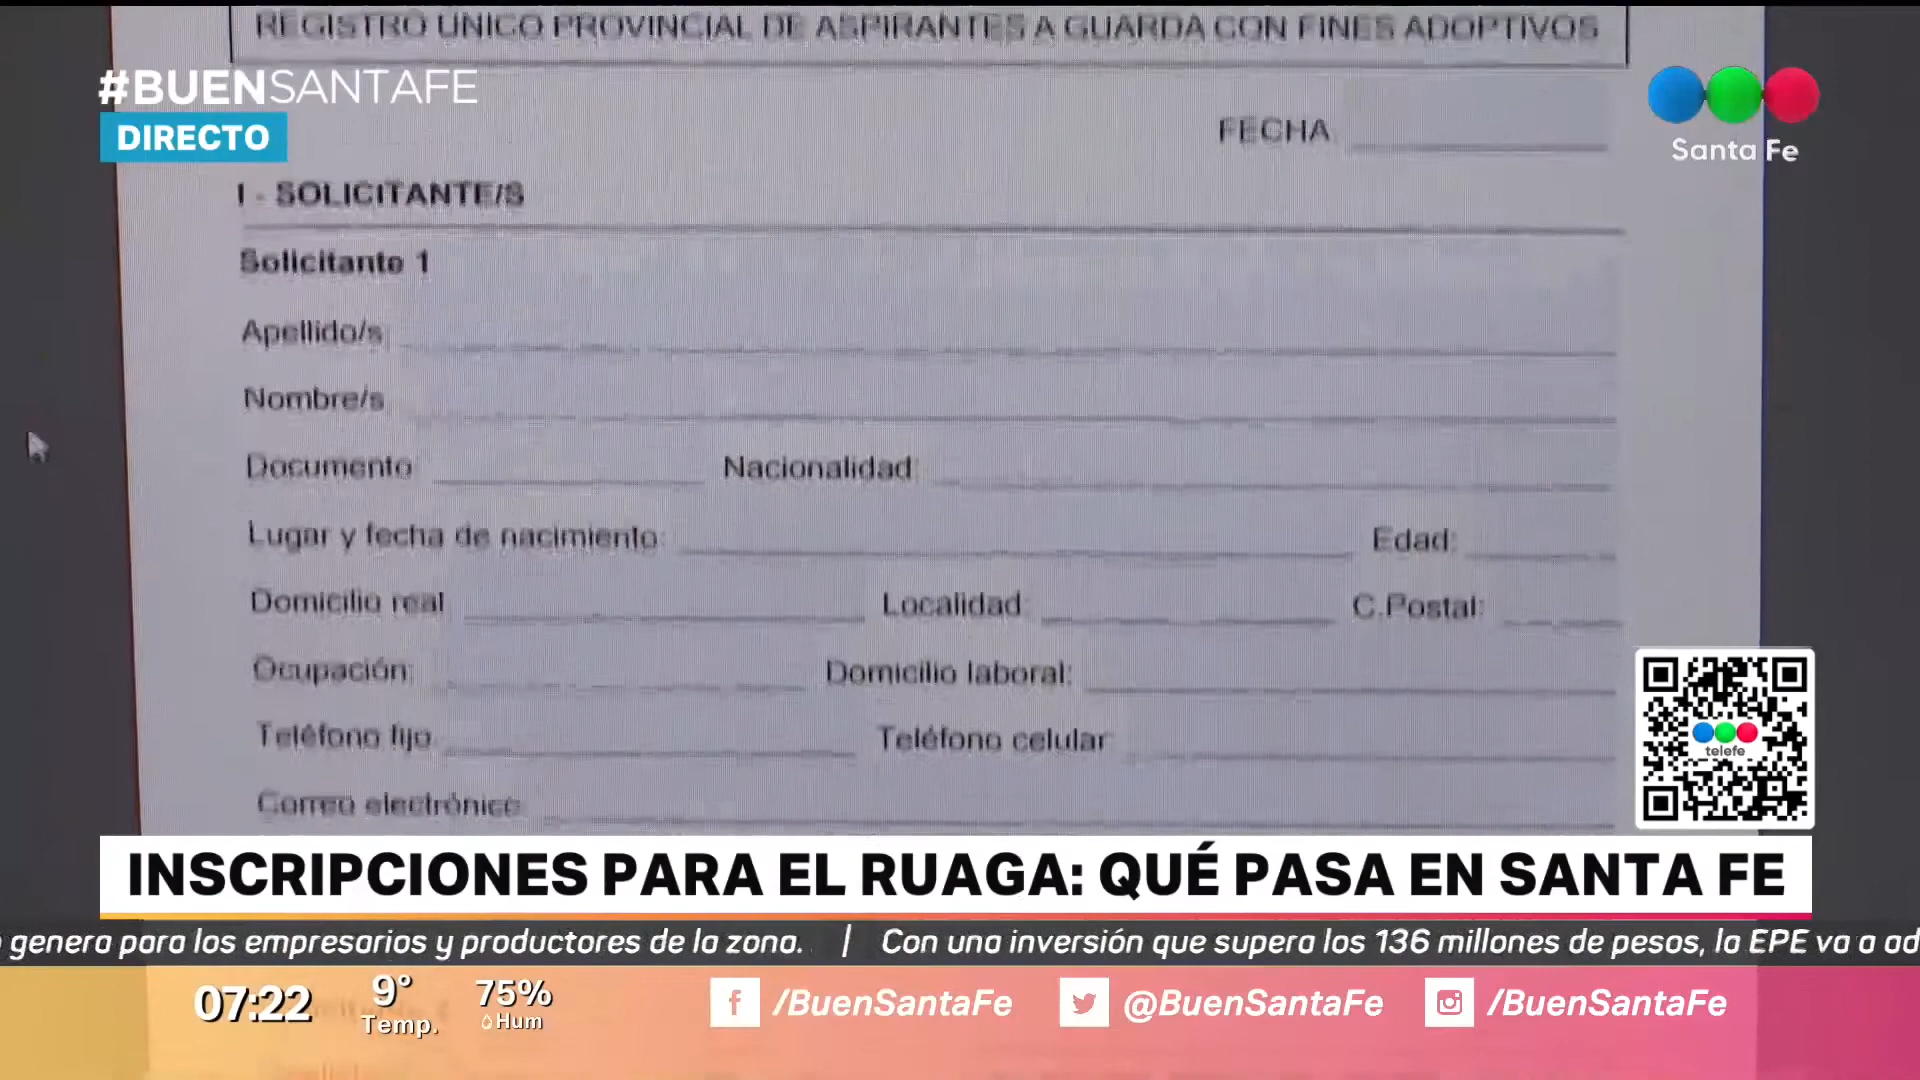 REGISTRO ÚNICO PROVINCIAL DE ASPIRANTES A GUARDA CON FINES ADOPTIVOS
#BUENSANTAFE
DIRECTO
Santa Fe
FECHA
I - SOLICITANTE/S
Solicitante 1
Apellido/s
Nombre/s
Documento Nacionalidad:
Lugar y fecha de nacimiento: Edad:
Domicilio real Localidad: C.Postal:
Ocupación: Domicilio laboral:
Teléfono fijo Teléfono celular
Correo electrónico
telefe
INSCRIPCIONES PARA EL RUAGA: QUÉ PASA EN SANTA FE
genera para los empresarios y productores de la zona. | Con una inversión que supera los 136 millones de pesos, la EPE va a ad
07:22 9° Temp. 75% Hum /BuenSantaFe @BuenSantaFe /BuenSantaFe